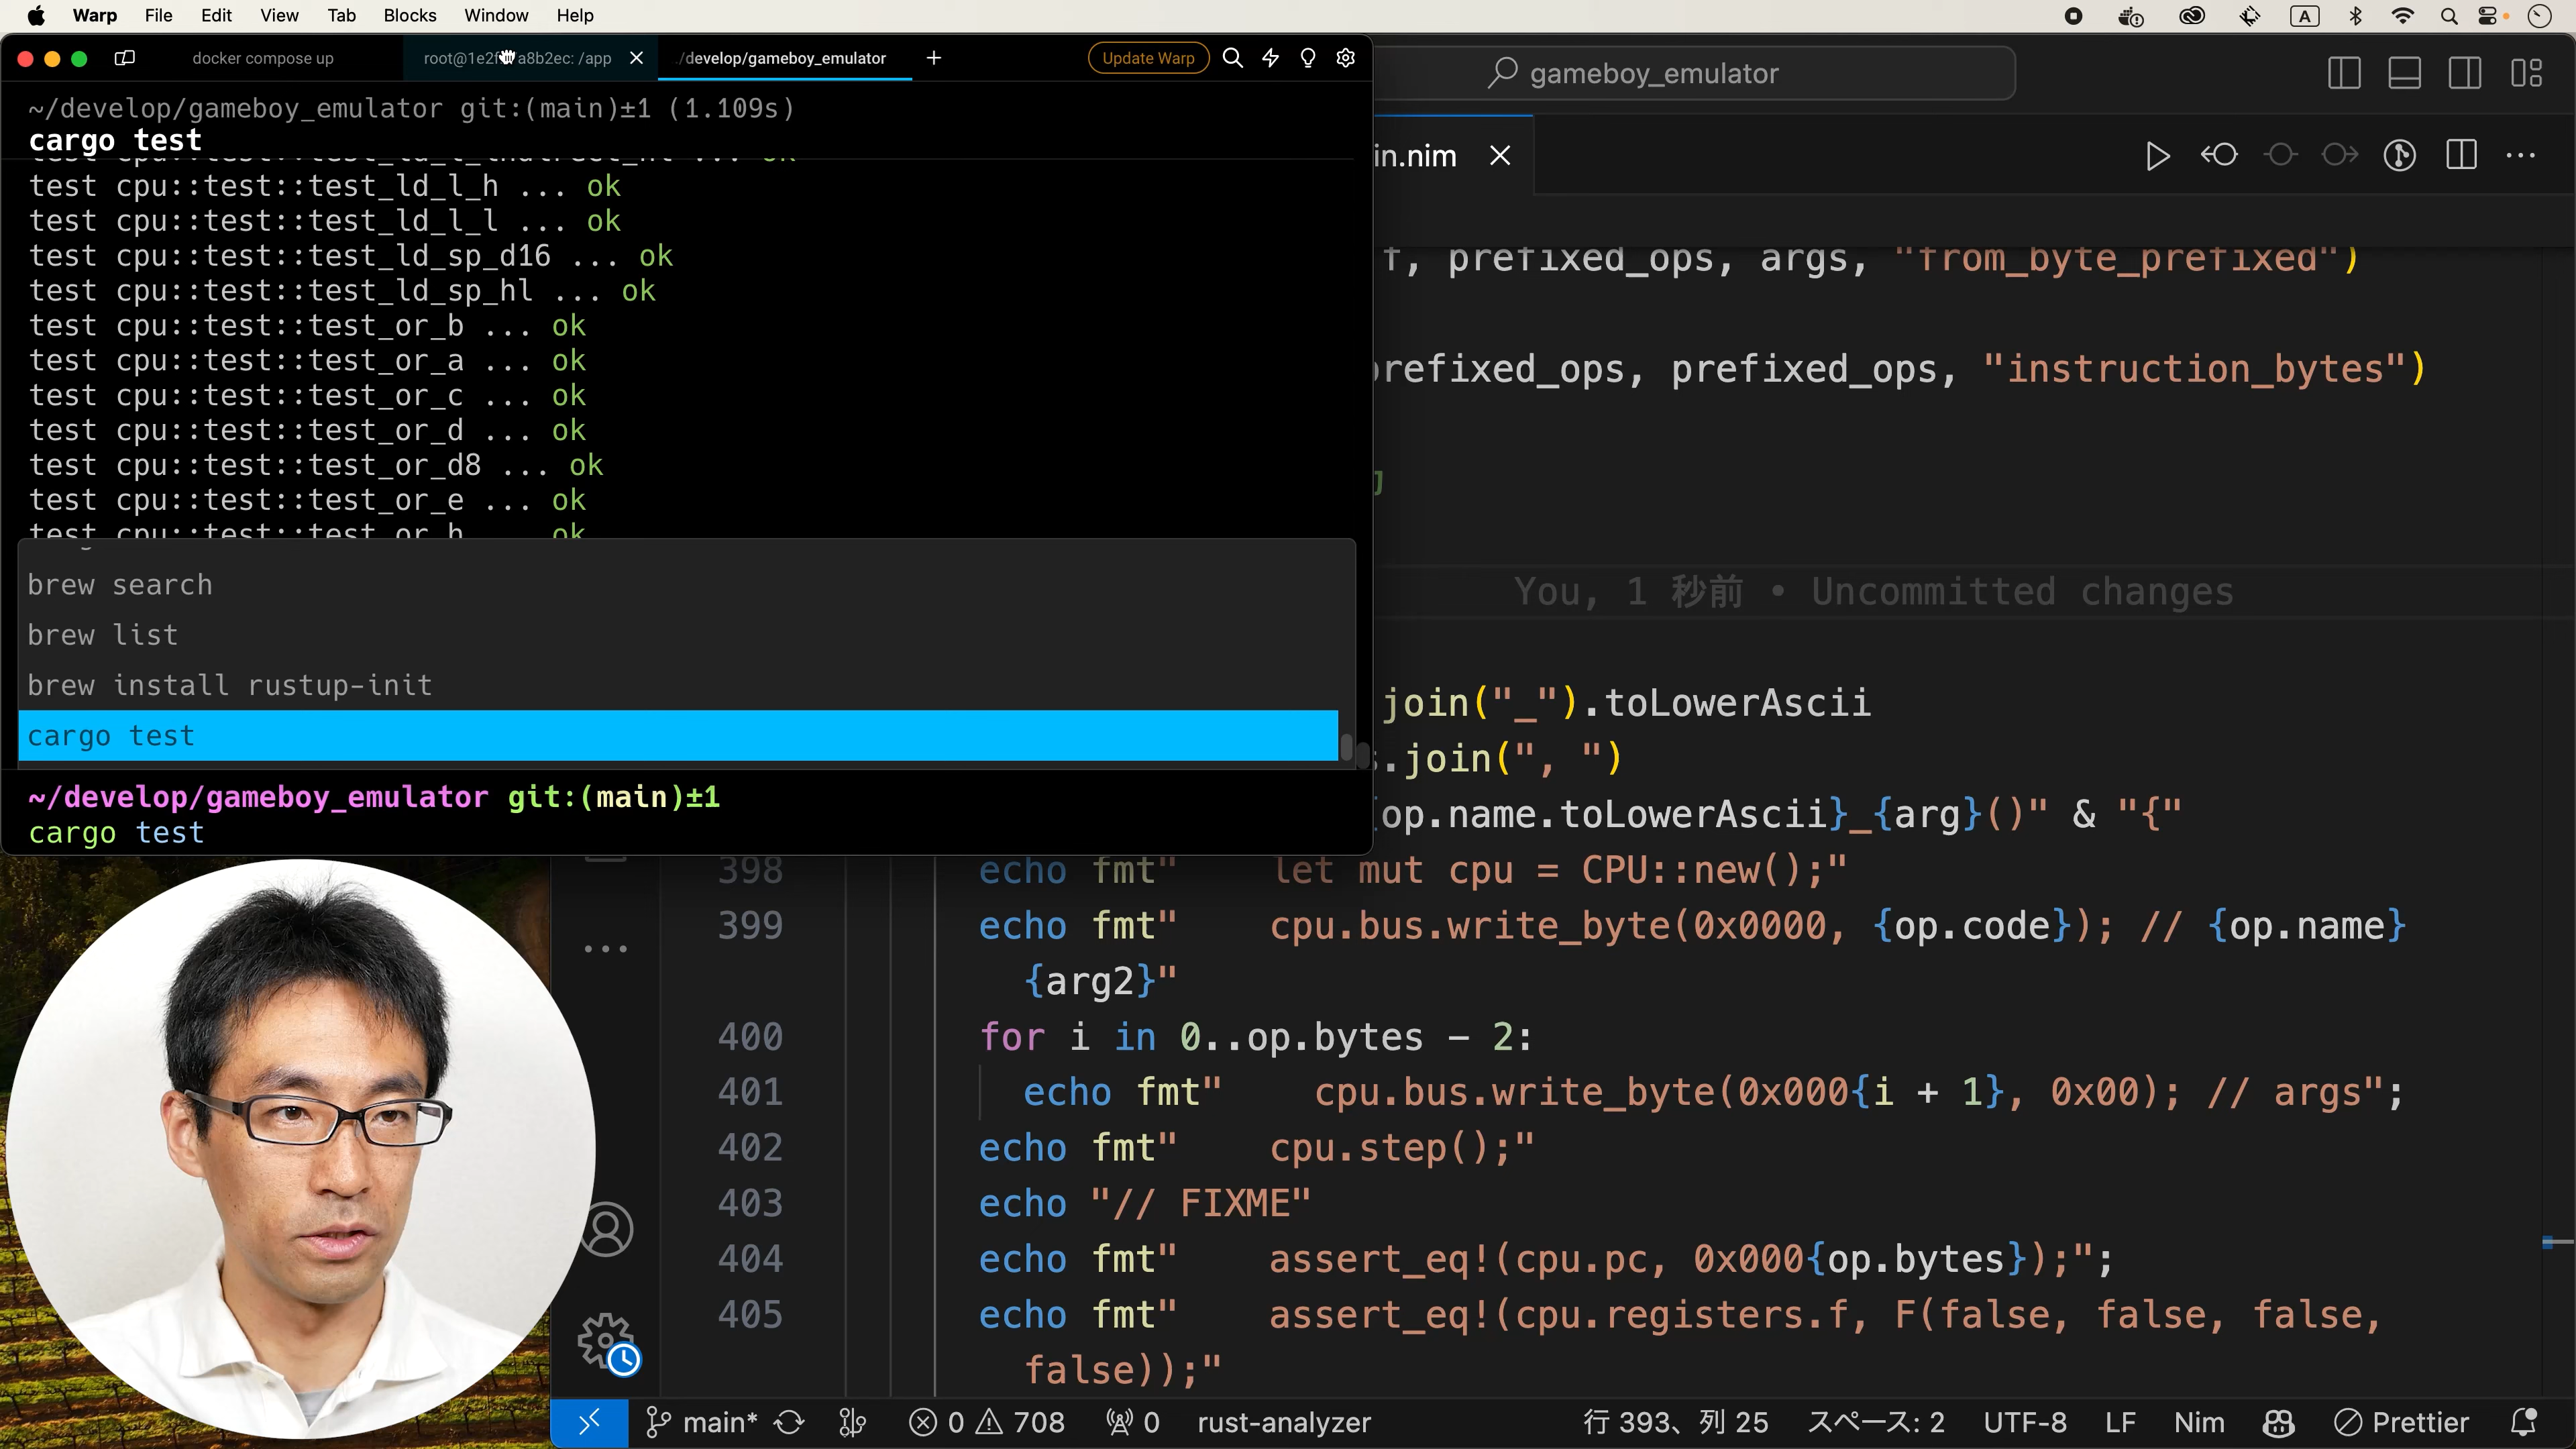 Warp File Edit View Tab Blocks Window Help
A
docker compose up
root@1e2f a8b2ec: /app
/develop/gameboy_emulator
Update Warp
~/develop/gameboy_emulator git:(main)±1 (1.109s)
cargo test
test cpu::test::test_ld_l_h ... ok
test cpu::test::test_ld_l_l ... ok
test cpu::test::test_ld_sp_d16 ... ok
test cpu::test::test_ld_sp_hl ... ok
test cpu::test::test_or_b ... ok
test cpu::test::test_or_a ... ok
test cpu::test::test_or_c ... ok
test cpu::test::test_or_d ... ok
test cpu::test::test_or_d8 ... ok
test cpu::test::test_or_e ... ok
test cpu::test::test_or_h ... ok
brew search
brew list
brew install rustup-init
cargo test
~/develop/gameboy_emulator git:(main)±1
cargo test
gameboy_emulator
in.nim
f, prefixed_ops, args, "from_byte_prefixed")
prefixed_ops, prefixed_ops, "instruction_bytes")
You, 1 秒前 • Uncommitted changes
join("_").toLowerAscii
.join(", ")
{op.name.toLowerAscii}_{arg}()" & "{"
398 echo fmt" let mut cpu = CPU::new();"
399 echo fmt" cpu.bus.write_byte(0x0000, {op.code}); // {op.name}
{arg2}"
400 for i in 0..op.bytes - 2:
401 echo fmt" cpu.bus.write_byte(0x000{i + 1}, 0x00); // args";
402 echo fmt" cpu.step();"
403 echo "// FIXME"
404 echo fmt" assert_eq!(cpu.pc, 0x000{op.bytes});";
405 echo fmt" assert_eq!(cpu.registers.f, F(false, false, false,
false));"
main* 0 708 0 rust-analyzer 行 393、列 25 スペース: 2 UTF-8 LF Nim Prettier